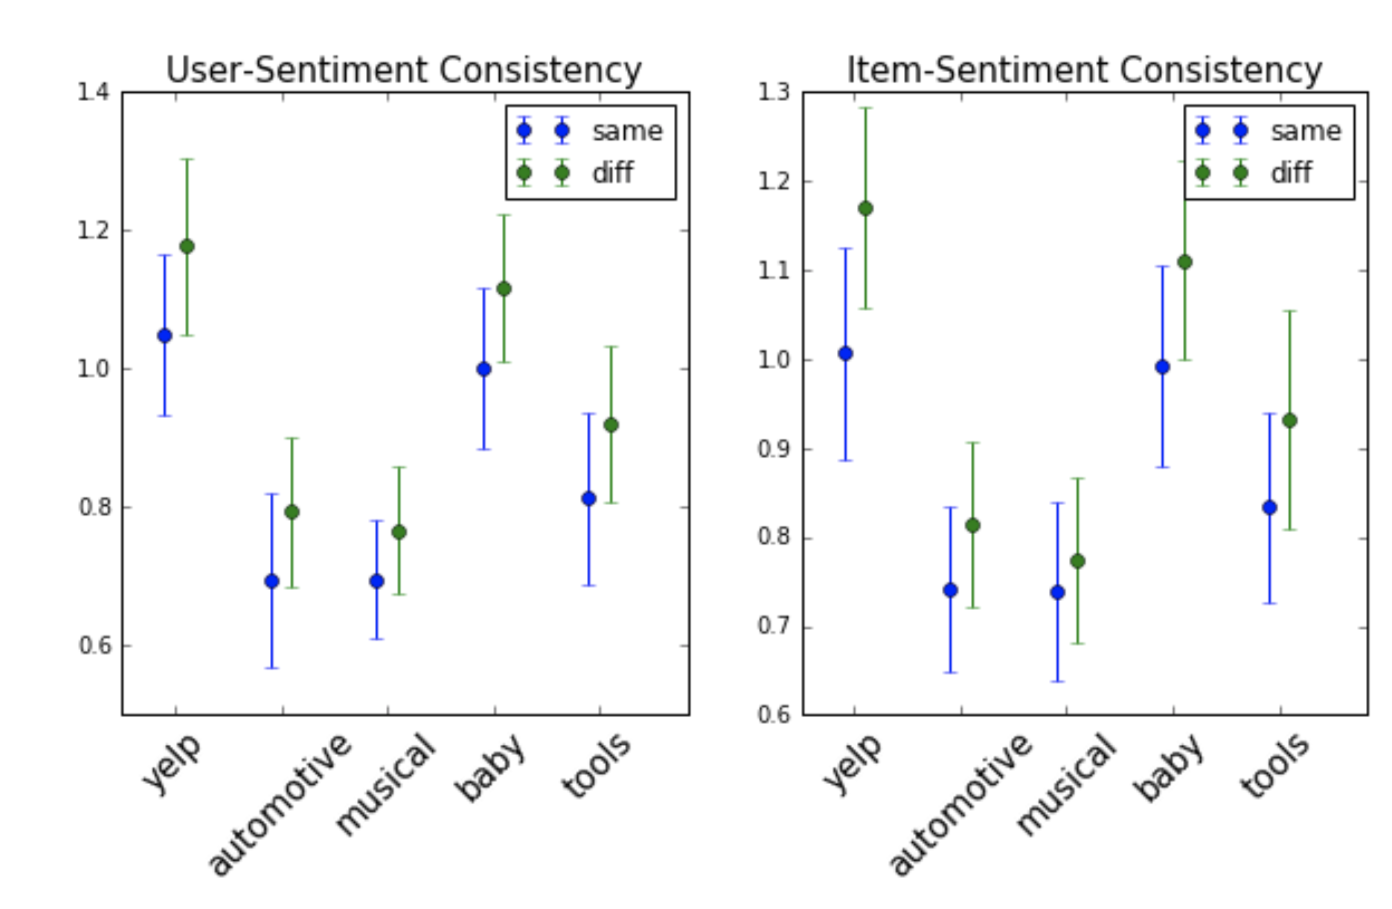 User-Sentiment Consistency
1.4
1.2
1.0
0.8
0.6
same
diff
yelp
automotive
musical
baby
tools
Item-Sentiment Consistency
1.3
1.2
1.1
1.0
0.9
0.8
0.7
0.6
same
diff
yelp
automotive
musical
baby
tools